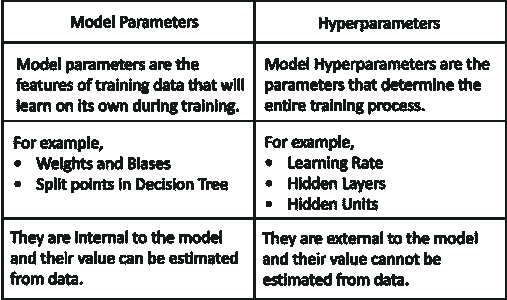 Model Parameters
Hyperparameters
Model parameters are the
features of training data that will
learn on its own during training.
Model Hyperparameters are the
parameters that determine the
entire training process.
For example,
• Weights and Biases
• Split points in Decision Tree
For example,
• Learning Rate
• Hidden Layers
• Hidden Units
They are internal to the model
and their value can be estimated
from data.
They are external to the model
and their value cannot be
estimated from data.